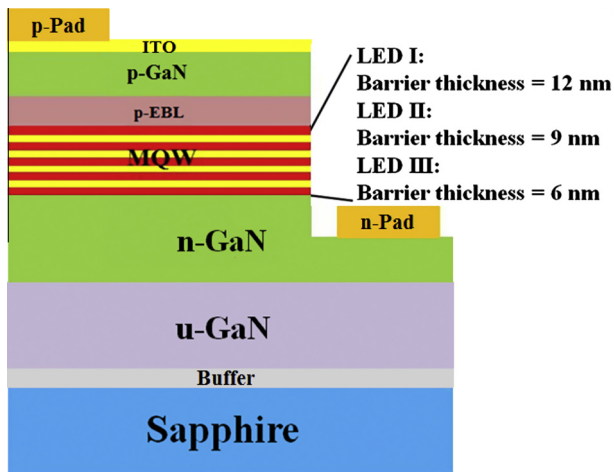 p-Pad
ITO
p-GaN
p-EBL
MQW
LED I:
Barrier thickness = 12 nm
LED II:
Barrier thickness = 9 nm
LED III:
Barrier thickness = 6 nm
n-Pad
n-GaN
u-GaN
Buffer
Sapphire